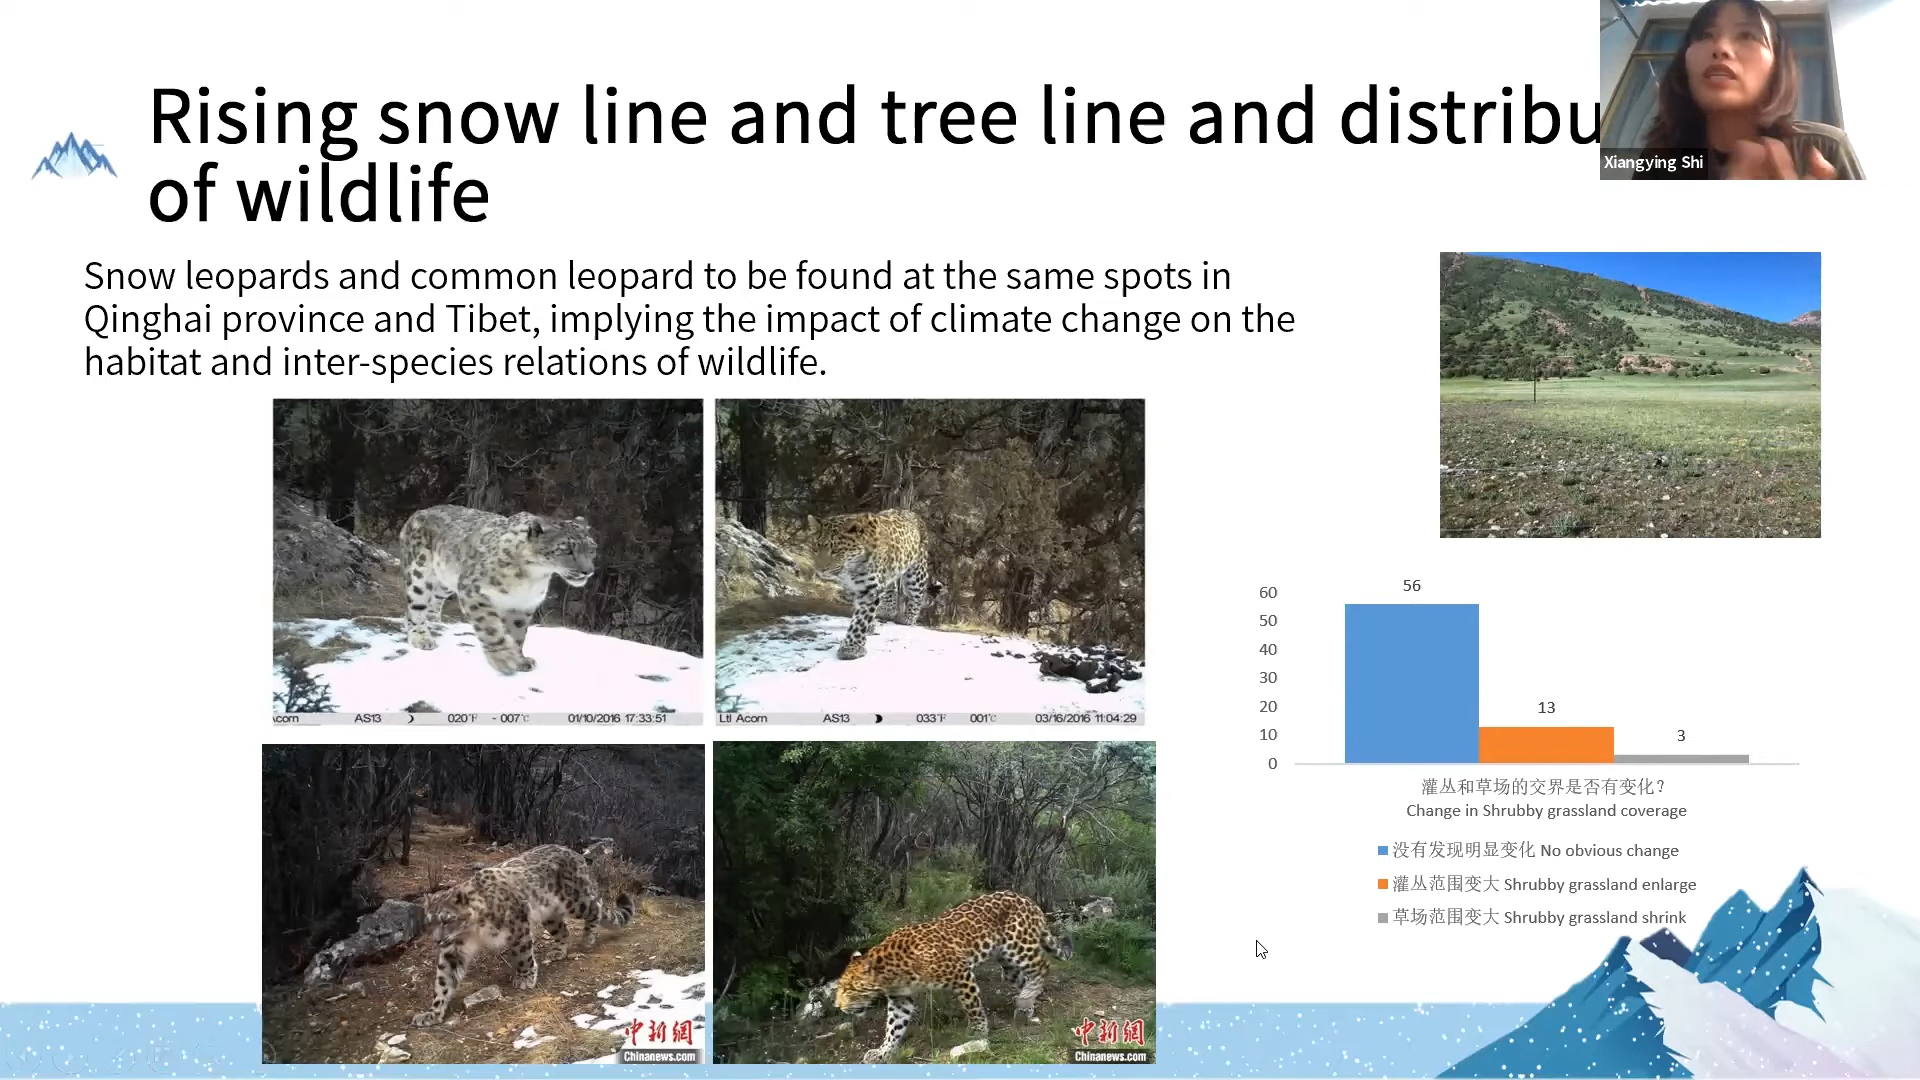 Rising snow line and tree line and distribu
of wildlife
Xiangying Shi
Snow leopards and common leopard to be found at the same spots in
Qinghai province and Tibet, implying the impact of climate change on the
habitat and inter-species relations of wildlife.
acorn AS13 020°F -007°C 01/10/2016 17:33:51
Ltl Acorn AS13 033°F 001°C 03/16/2016 11:04:29
中新網
Chinanews.com
中新網
Chinanews.com
60
50
40
30
20
10
0
56
13
3
灌丛和草场的交界是否有变化?
Change in Shrubby grassland coverage
没有发现明显变化 No obvious change
灌丛范围变大 Shrubby grassland enlarge
草场范围变大 Shrubby grassland shrink